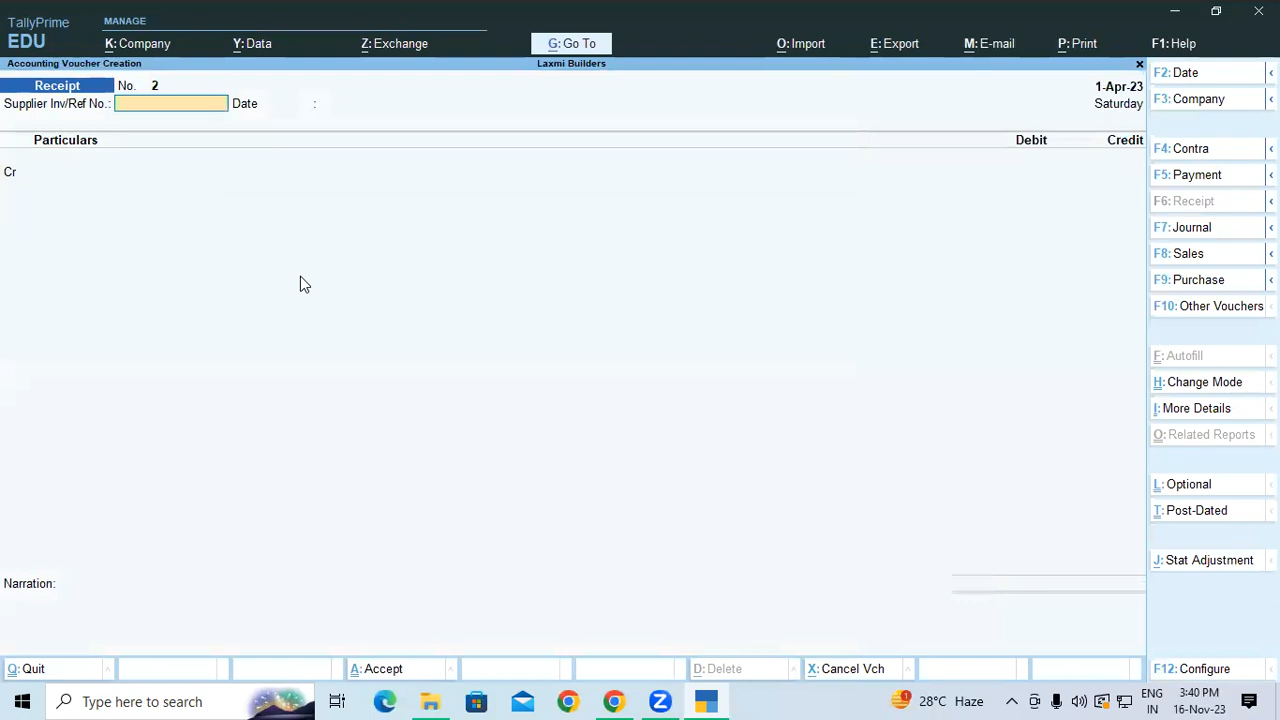 TallyPrime
EDU
MANAGE
K: Company
Y: Data
Z: Exchange
G: Go To
O: Import
E: Export
M: E-mail
P: Print
F1: Help
Accounting Voucher Creation
Laxmi Builders
Receipt No. 2
1-Apr-23
Saturday
Supplier Inv/Ref No.:
Date :
Particulars
Debit
Credit
Cr
Narration:
F2: Date
F3: Company
F4: Contra
F5: Payment
F6: Receipt
F7: Journal
F8: Sales
F9: Purchase
F10: Other Vouchers
F: Autofill
H: Change Mode
I: More Details
O: Related Reports
L: Optional
T: Post-Dated
J: Stat Adjustment
Q: Quit
A: Accept
D: Delete
X: Cancel Vch
F12: Configure
Type here to search
1
28°C Haze
ENG
IN
3:40 PM
16-Nov-23